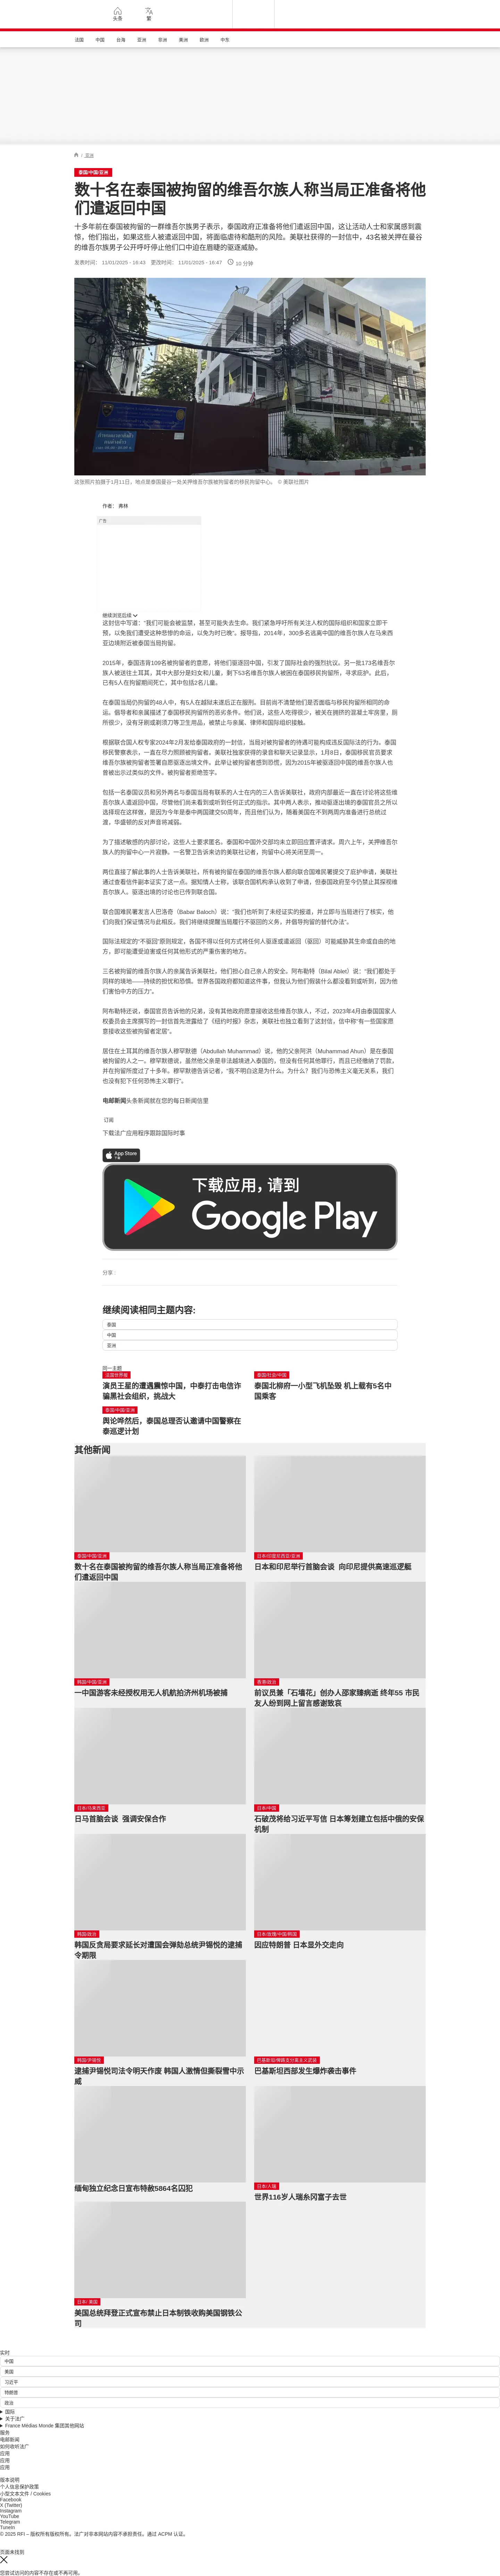 头条
繁
法国
中国
台海
亚洲
非洲
美洲
欧洲
中东
/ 亚洲
泰国/中国/亚洲
数十名在泰国被拘留的维吾尔族人称当局正准备将他
们遣返回中国
十多年前在泰国被拘留的一群维吾尔族男子表示，泰国政府正准备将他们遣返回中国，这让活动人士和家属感到震
惊，他们指出，如果这些人被遣返回中国，将面临虐待和酷刑的风险。美联社获得的一封信中，43名被关押在曼谷
的维吾尔族男子公开呼吁停止他们口中迫在眉睫的驱逐威胁。
发表时间： 11/01/2025 - 16:43 更改时间： 11/01/2025 - 16:47 10 分钟
这张照片拍摄于1月11日，地点是泰国曼谷一处关押维吾尔族被拘留者的移民拘留中心。 © 美联社图片
作者： 弗林
广告
继续浏览后续
这封信中写道：“我们可能会被监禁，甚至可能失去生命。我们紧急呼吁所有关注人权的国际组织和国家立即干
预，以免我们遭受这种悲惨的命运，以免为时已晚”。报导指，2014年，300多名逃离中国的维吾尔族人在马来西
亚边境附近被泰国当局拘留。
2015年，泰国违背109名被拘留者的意愿，将他们驱逐回中国，引发了国际社会的强烈抗议。另一批173名维吾尔
族人被送往土耳其，其中大部分是妇女和儿童，剩下53名维吾尔族人被困在泰国移民拘留所，寻求庇护。此后，
已有5人在拘留期间死亡，其中包括2名儿童。
在泰国当局仍拘留的48人中，有5人在越狱未遂后正在服刑。目前尚不清楚他们是否面临与移民拘留所相同的命
运。倡导者和亲属描述了泰国移民拘留所的恶劣条件。他们说，这些人吃得很少，被关在拥挤的混凝土牢房里，厕
所很少，没有牙刷或剃须刀等卫生用品，被禁止与亲属、律师和国际组织接触。
根据联合国人权专家2024年2月发给泰国政府的一封信，当局对被拘留者的待遇可能构成违反国际法的行为。泰国
移民警察表示，一直在尽力照顾被拘留者。美联社独家获得的录音和聊天记录显示，1月8日，泰国移民官员要求
维吾尔族被拘留者签署自愿驱逐出境文件。此举让被拘留者感到恐慌，因为2015年被驱逐回中国的维吾尔族人也
曾被出示过类似的文件。被拘留者拒绝签字。
包括一名泰国议员和另外两名与泰国当局有联系的人士在内的三人告诉美联社，政府内部最近一直在讨论将这些维
吾尔族人遣返回中国，尽管他们尚未看到或听到任何正式的指示。其中两人表示，推动驱逐出境的泰国官员之所以
选择现在这样做，是因为今年是泰中两国建交50周年，而且他们认为，随着美国在不到两周内准备进行总统过
渡，华盛顿的反对声音将减弱。
为了描述敏感的内部讨论，这些人士要求匿名。泰国和中国外交部均未立即回应置评请求。周六上午，关押维吾尔
族人的拘留中心一片寂静。一名警卫告诉来访的美联社记者，拘留中心将关闭至周一。
两位直接了解此事的人士告诉美联社，所有被拘留在泰国的维吾尔族人都向联合国难民署提交了庇护申请，美联社
通过查看信件副本证实了这一点。据知情人士称，该联合国机构承认收到了申请，但泰国政府至今仍禁止其探视维
吾尔族人。驱逐出境的讨论也已传到联合国。
联合国难民署发言人巴洛奇（Babar Baloch）说：“我们也听到了未经证实的报道，并立即与当局进行了核实，他
们向我们保证情况与此相反。我们将继续提醒当局履行不驱回的义务，并倡导拘留的替代办法”。
国际法规定的“不驱回”原则规定，各国不得以任何方式将任何人驱逐或遣返回（驱回）可能威胁其生命或自由的地
方，即可能遭受迫害或任何其他形式的严重伤害的地方。
三名被拘留的维吾尔族人的亲戚告诉美联社，他们担心自己亲人的安全。阿布勒特（Bilal Ablet）说：“我们都处于
同样的境地——持续的担忧和恐惧。世界各国政府都知道这件事，但我认为他们假装什么都没看到或听到，因为他
们害怕中方的压力”。
阿布勒特还说，泰国官员告诉他的兄弟，没有其他政府愿意接收这些维吾尔族人，不过，2023年4月由泰国国家人
权委员会主席撰写的一封信首先泄露给了《纽约时报》杂志，美联社也独立看到了这封信，信中称“有一些国家愿
意接收这些被拘留者定居”。
居住在土耳其的维吾尔族人穆罕默德（Abdullah Muhammad）说，他的父亲阿洪（Muhammad Ahun）是在泰国
被拘留的人之一。穆罕默德说，虽然他父亲是非法越境进入泰国的，但没有任何其他罪行，而且已经缴纳了罚款，
并在拘留所度过了十多年。穆罕默德告诉记者，“我不明白这是为什么。为什么？我们与恐怖主义毫无关系，我们
也没有犯下任何恐怖主义罪行”。
电邮新闻头条新闻就在您的每日新闻信里
订阅
下载法广应用程序跟踪国际时事
App Store
下载
下载应用，请到
Google Play
分享 :
继续阅读相同主题内容:
泰国
中国
亚洲
同一主题
法国世界报
演员王星的遭遇震惊中国，中泰打击电信诈
骗黑社会组织，挑战大
泰国/社会/中国
泰国北柳府一小型飞机坠毁 机上载有5名中
国乘客
泰国/中国/亚洲
舆论哗然后，泰国总理否认邀请中国警察在
泰巡逻计划
其他新闻
泰国/中国/亚洲
数十名在泰国被拘留的维吾尔族人称当局正准备将他
们遣返回中国
日本/印度尼西亚/亚洲
日本和印尼举行首脑会谈 向印尼提供高速巡逻艇
韩国/中国/亚洲
一中国游客未经授权用无人机航拍济州机场被捕
香港/政治
前议员兼「石墙花」创办人邵家臻病逝 终年55 市民
友人纷到网上留言感谢致哀
日本/马来西亚
日马首脑会谈 强调安保合作
日本/中国
石破茂将给习近平写信 日本筹划建立包括中俄的安保
机制
韩国/政治
韩国反贪局要求延长对遭国会弹劾总统尹锡悦的逮捕
令期限
日本/亲俄/中国/韩国
因应特朗普 日本显外交走向
韩国/尹锡悦
逮捕尹锡悦司法令明天作废 韩国人激情但撕裂雪中示
威
巴基斯坦/俾路支分离主义武装
巴基斯坦西部发生爆炸袭击事件
缅甸独立纪念日宣布特赦5864名囚犯
日本/人瑞
世界116岁人瑞糸冈富子去世
日本/ 美国
美国总统拜登正式宣布禁止日本制铁收购美国钢铁公
司
实时
中国
美国
习近平
特朗普
政治
国际
关于法广
France Médias Monde 集团其他网站
服务
电邮新闻
如何收听法广
应用
应用
应用
版本说明
个人信息保护政策
小型文本文件 / Cookies
Facebook
X (Twitter)
Instagram
YouTube
Telegram
TuneIn
© 2025 RFI – 版权所有版权所有。法广对非本网站内容不承担责任。通过 ACPM 认证。
页面未找到
您尝试访问的内容不存在或不再可用。